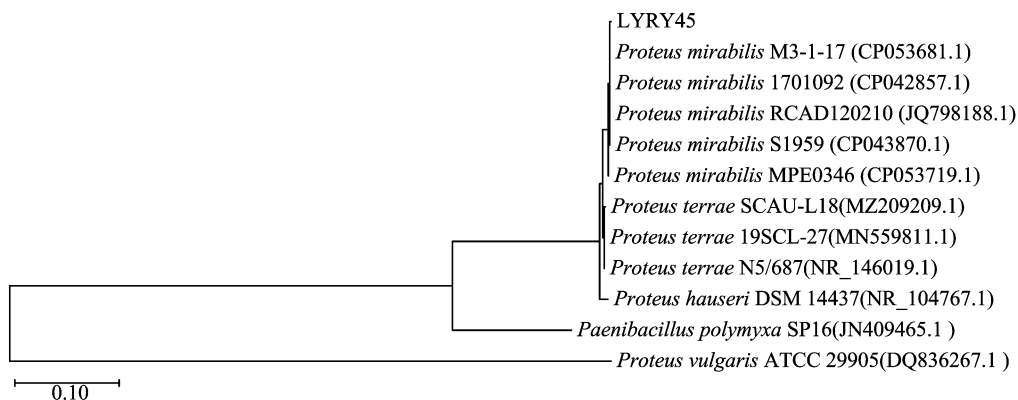 LYRY45
Proteus mirabilis M3-1-17 (CP053681.1)
Proteus mirabilis 1701092 (CP042857.1)
Proteus mirabilis RCAD120210 (JQ798188.1)
Proteus mirabilis S1959 (CP043870.1)
Proteus mirabilis MPE0346 (CP053719.1)
Proteus terrae SCAU-L18(MZ209209.1)
Proteus terrae 19SCL-27(MN559811.1)
Proteus terrae N5/687(NR_146019.1)
Proteus hauseri DSM 14437(NR_104767.1)
Paenibacillus polymyxa SP16(JN409465.1 )
Proteus vulgaris ATCC 29905(DQ836267.1 )
0.10